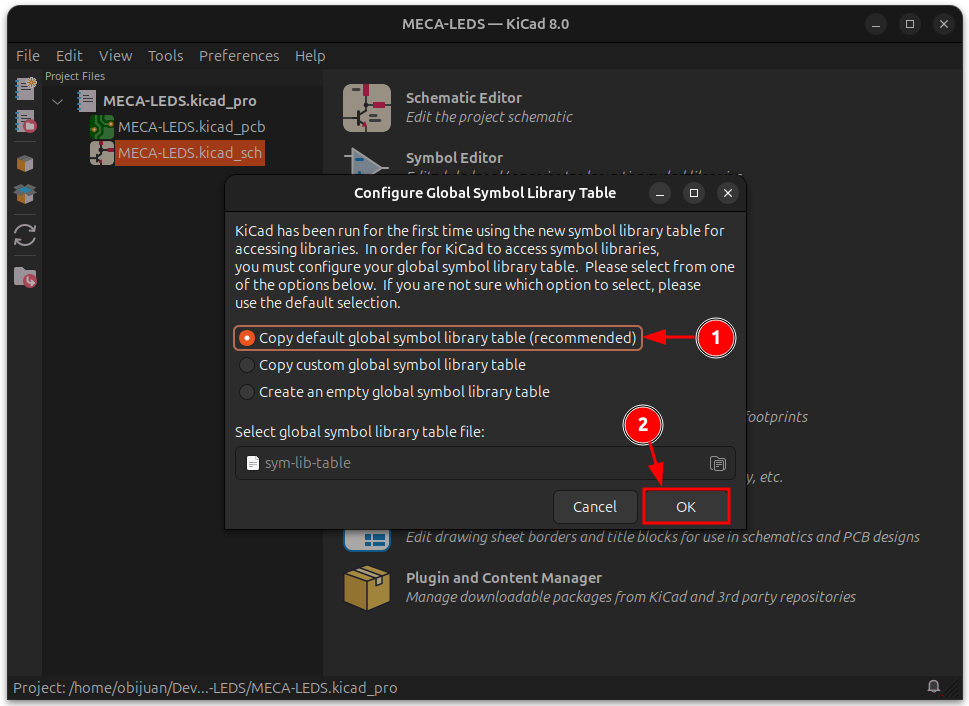 MECA-LEDS — KiCad 8.0
File Edit View Tools Preferences Help
Project Files
MECA-LEDS.kicad_pro
MECA-LEDS.kicad_pcb
MECA-LEDS.kicad_sch
Schematic Editor
Edit the project schematic
Symbol Editor
Configure Global Symbol Library Table
KiCad has been run for the first time using the new symbol library table for
accessing libraries. In order for KiCad to access symbol libraries,
you must configure your global symbol library table. Please select from one
of the options below. If you are not sure which option to select, please
use the default selection.
Copy default global symbol library table (recommended)
1
Copy custom global symbol library table
Create an empty global symbol library table
footprints
2
Select global symbol library table file:
sym-lib-table
y, etc.
Cancel
OK
Edit drawing sheet borders and title blocks for use in schematics and PCB designs
Plugin and Content Manager
Manage downloadable packages from KiCad and 3rd party repositories
Project: /home/obijuan/Dev...-LEDS/MECA-LEDS.kicad_pro